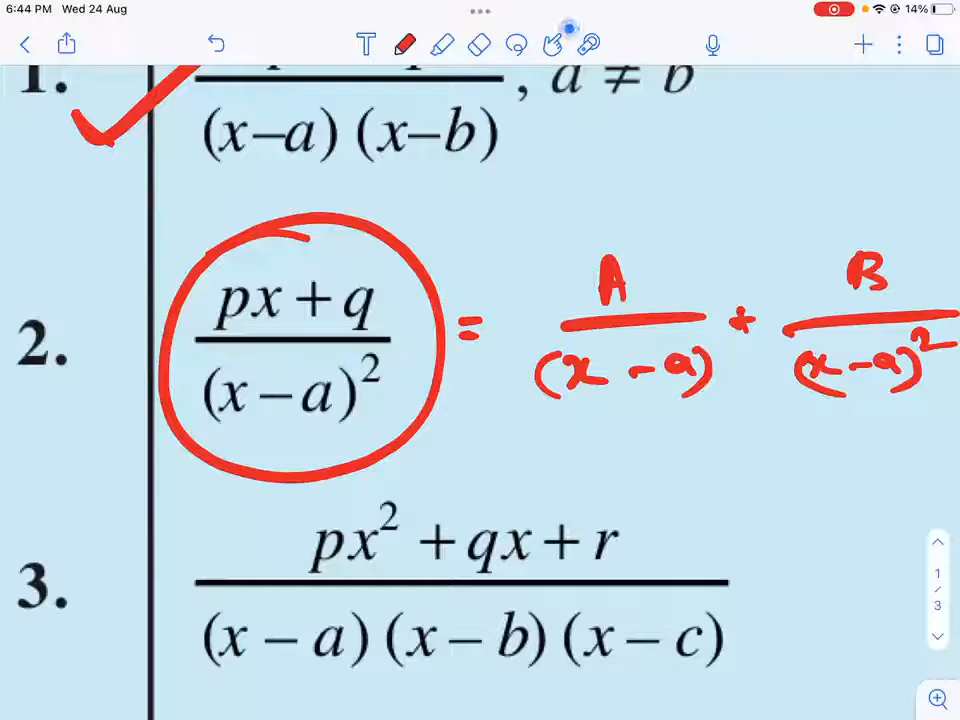 6:44 PM Wed 24 Aug
14%
1. , a ≠ b
(x–a) (x–b)
2. px + q / (x – a)² = A / (x – a) + B / (x – a)²
3. px² + qx + r
(x – a) (x – b) (x – c)
1
/
3